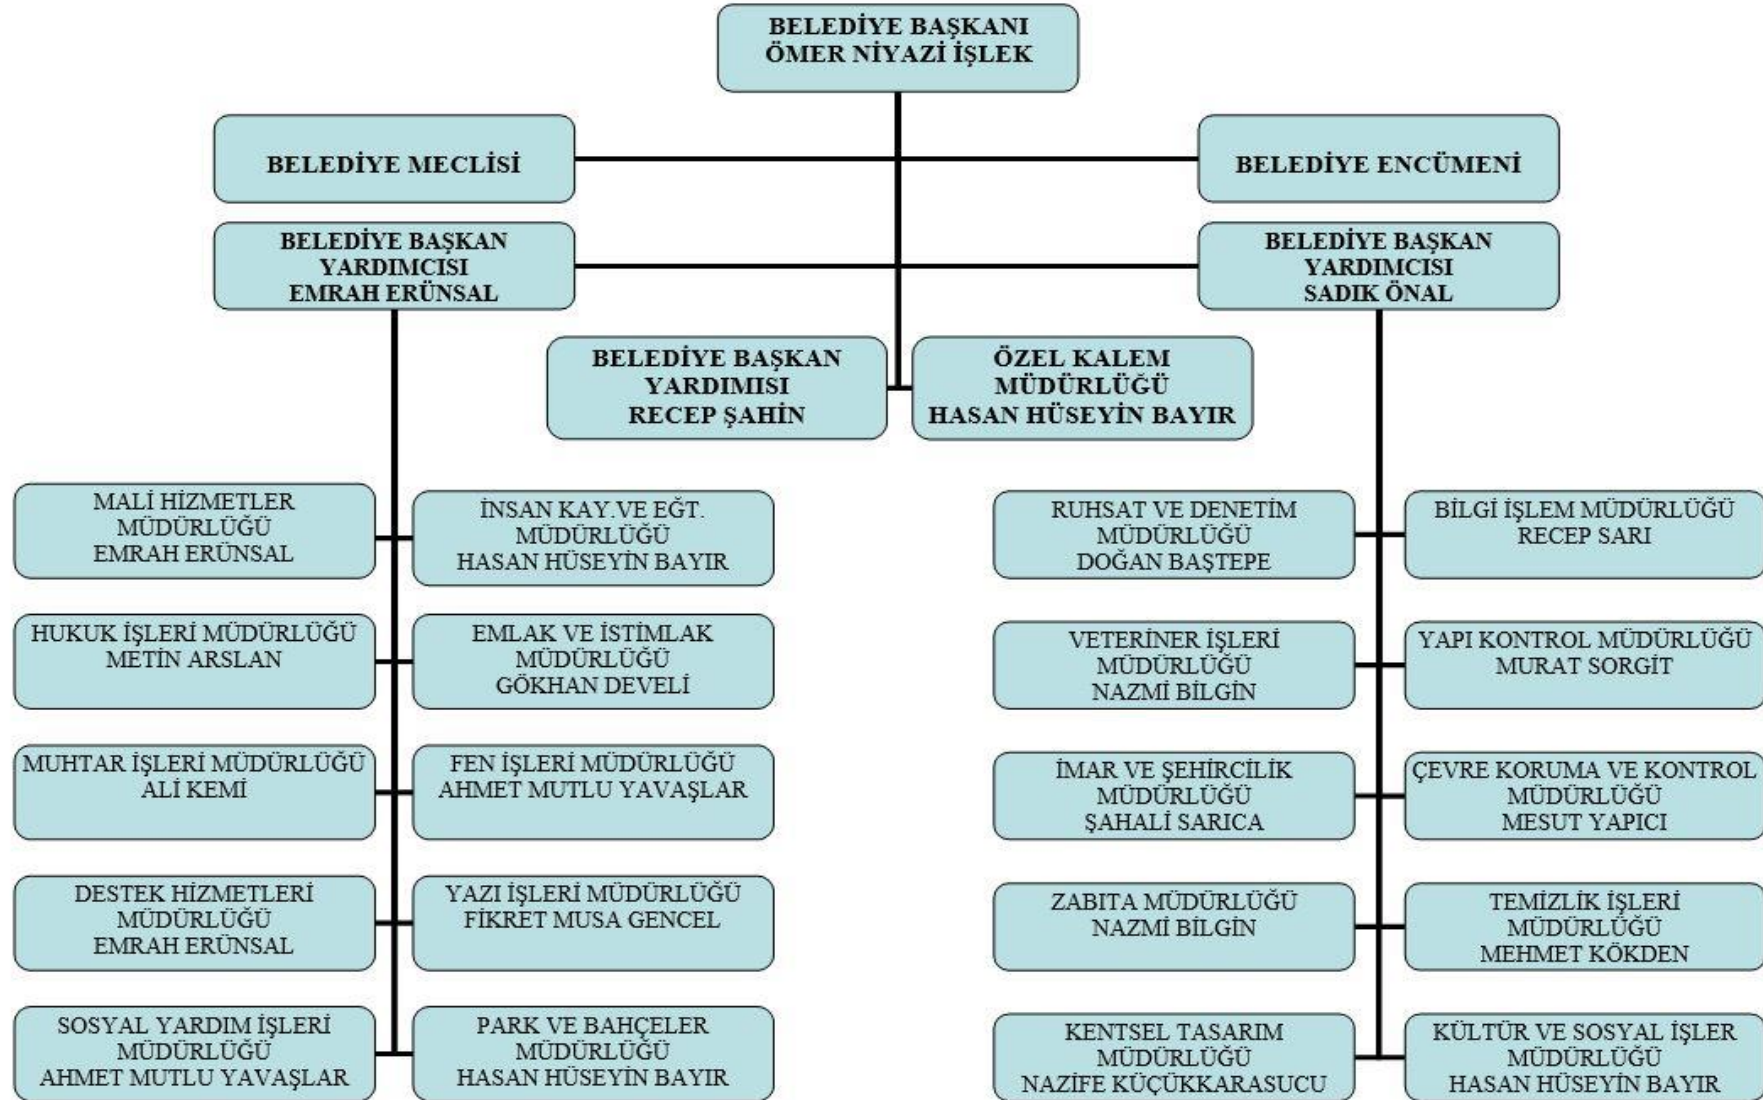 BELEDİYE BAŞKANI
ÖMER NİYAZİ İŞLEK
BELEDİYE MECLİSİ
BELEDİYE ENCÜMENİ
BELEDİYE BAŞKAN
YARDIMCISI
EMRAH ERÜNSAL
BELEDİYE BAŞKAN
YARDIMCISI
SADIK ÖNAL
BELEDİYE BAŞKAN
YARDIMISI
RECEP ŞAHİN
ÖZEL KALEM
MÜDÜRLÜĞÜ
HASAN HÜSEYİN BAYIR
MALİ HİZMETLER
MÜDÜRLÜĞÜ
EMRAH ERÜNSAL
İNSAN KAY.VE EĞT.
MÜDÜRLÜĞÜ
HASAN HÜSEYİN BAYIR
RUHSAT VE DENETİM
MÜDÜRLÜĞÜ
DOĞAN BAŞTEPE
BİLGİ İŞLEM MÜDÜRLÜĞÜ
RECEP SARI
HUKUK İŞLERİ MÜDÜRLÜĞÜ
METİN ARSLAN
EMLAK VE İSTİMLAK
MÜDÜRLÜĞÜ
GÖKHAN DEVELİ
VETERİNER İŞLERİ
MÜDÜRLÜĞÜ
NAZMİ BİLGİN
YAPI KONTROL MÜDÜRLÜĞÜ
MURAT SORGİT
MUHTAR İŞLERİ MÜDÜRLÜĞÜ
ALİ KEMİ
FEN İŞLERİ MÜDÜRLÜĞÜ
AHMET MUTLU YAVAŞLAR
İMAR VE ŞEHİRCİLİK
MÜDÜRLÜĞÜ
ŞAHALİ SARICA
ÇEVRE KORUMA VE KONTROL
MÜDÜRLÜĞÜ
MESUT YAPICI
DESTEK HİZMETLERİ
MÜDÜRLÜĞÜ
EMRAH ERÜNSAL
YAZI İŞLERİ MÜDÜRLÜĞÜ
FİKRET MUSA GENCEL
ZABITA MÜDÜRLÜĞÜ
NAZMİ BİLGİN
TEMİZLİK İŞLERİ
MÜDÜRLÜĞÜ
MEHMET KÖKDEN
SOSYAL YARDIM İŞLERİ
MÜDÜRLÜĞÜ
AHMET MUTLU YAVAŞLAR
PARK VE BAHÇELER
MÜDÜRLÜĞÜ
HASAN HÜSEYİN BAYIR
KENTSEL TASARIM
MÜDÜRLÜĞÜ
NAZİFE KÜÇÜKKARASUCU
KÜLTÜR VE SOSYAL İŞLER
MÜDÜRLÜĞÜ
HASAN HÜSEYİN BAYIR